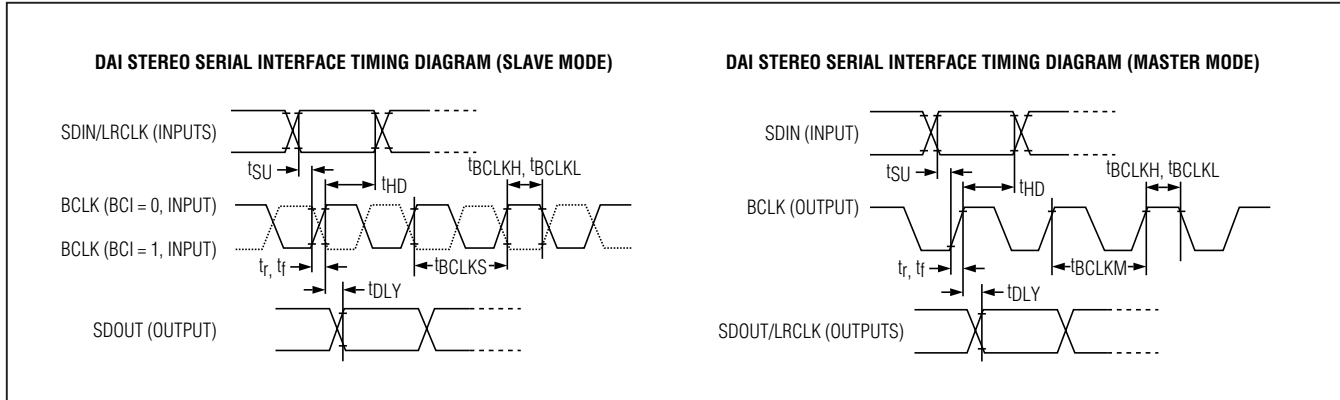 DAI STEREO SERIAL INTERFACE TIMING DIAGRAM (SLAVE MODE)
SDIN/LRCLK (INPUTS)
tSU
tHD
tBCLKH, tBCLKL
BCLK (BCI = 0, INPUT)
BCLK (BCI = 1, INPUT)
tr, tf
tBCLKS
tDLY
SDOUT (OUTPUT)
DAI STEREO SERIAL INTERFACE TIMING DIAGRAM (MASTER MODE)
SDIN (INPUT)
tSU
tHD
tBCLKH, tBCLKL
BCLK (OUTPUT)
tr, tf
tBCLKM
tDLY
SDOUT/LRCLK (OUTPUTS)